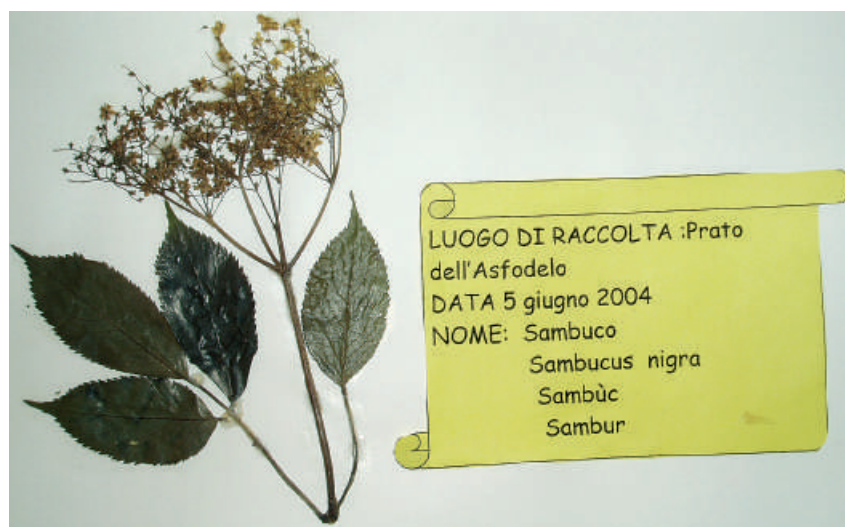 LUOGO DI RACCOLTA :Prato
dell'Asfodelo
DATA 5 giugno 2004
NOME: Sambuco
Sambucus nigra
Sambùc
Sambur